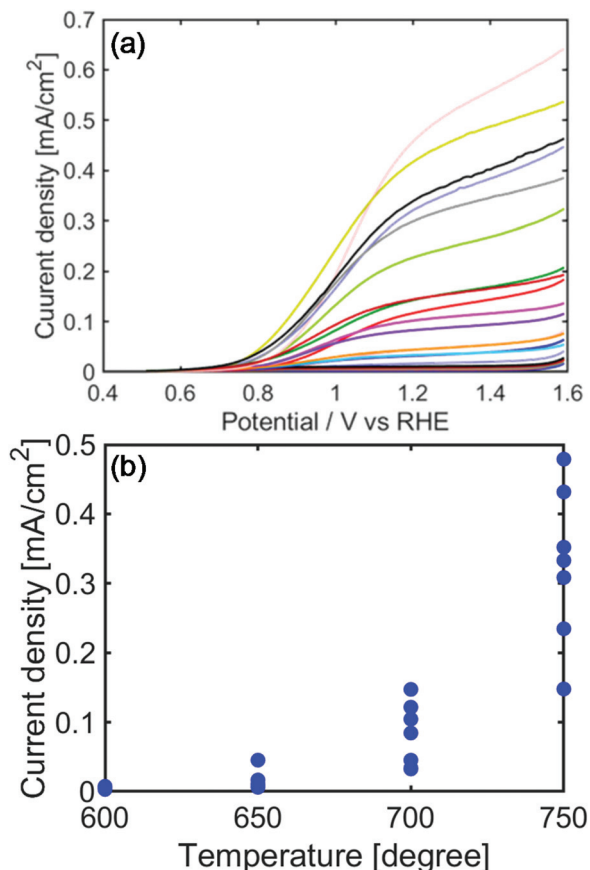 (a)
0.7
0.6
0.5
0.4
0.3
0.2
0.1
0
Cuurent density [mA/cm²]
0.4 0.6 0.8 1 1.2 1.4 1.6
Potential / V vs RHE
(b)
0.5
0.4
0.3
0.2
0.1
0
Current density [mA/cm²]
600 650 700 750
Temperature [degree]